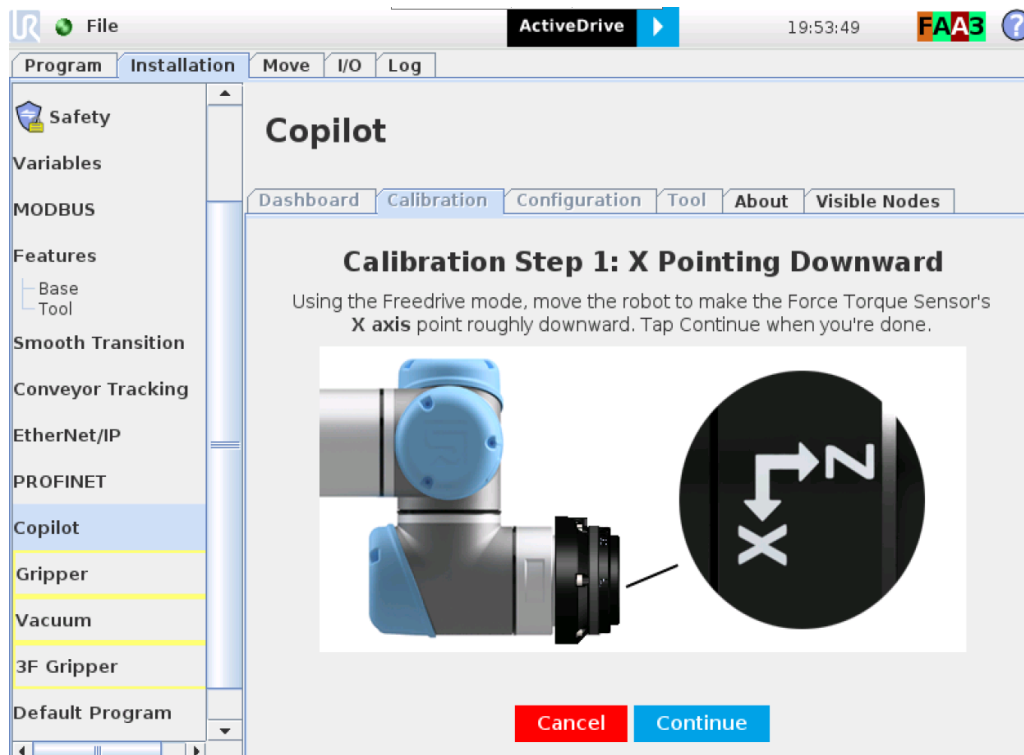 UR File ActiveDrive 19:53:49 FAA3 ?
Program Installation Move I/O Log
Safety
Variables
MODBUS
Features
Base
Tool
Smooth Transition
Conveyor Tracking
EtherNet/IP
PROFINET
Copilot
Gripper
Vacuum
3F Gripper
Default Program
Copilot
Dashboard Calibration Configuration Tool About Visible Nodes
Calibration Step 1: X Pointing Downward
Using the Freedrive mode, move the robot to make the Force Torque Sensor's
X axis point roughly downward. Tap Continue when you're done.
UR
Z
X
Cancel Continue